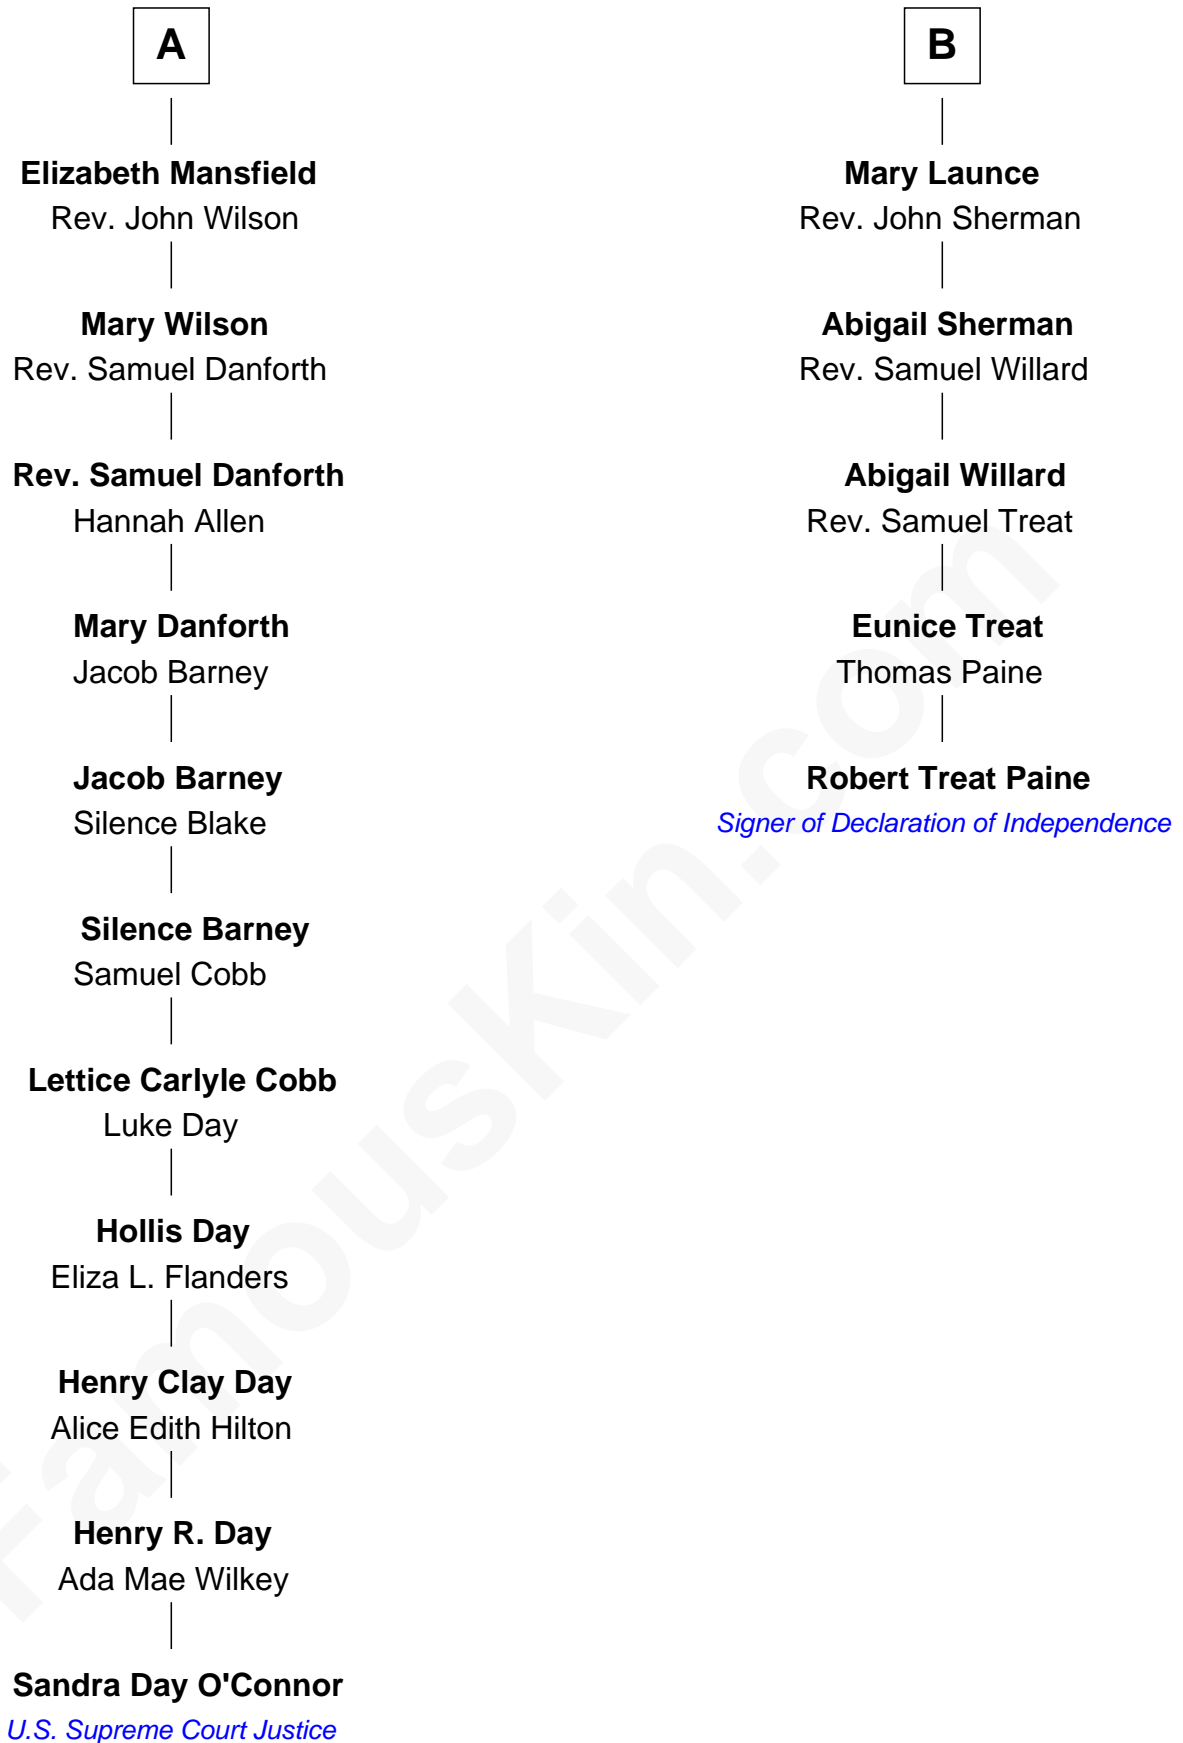 A
Elizabeth Mansfield
Rev. John Wilson
Mary Wilson
Rev. Samuel Danforth
Rev. Samuel Danforth
Hannah Allen
Mary Danforth
Jacob Barney
Jacob Barney
Silence Blake
Silence Barney
Samuel Cobb
Lettice Carlyle Cobb
Luke Day
Hollis Day
Eliza L. Flanders
Henry Clay Day
Alice Edith Hilton
Henry R. Day
Ada Mae Wilkey
Sandra Day O'Connor
U.S. Supreme Court Justice
B
Mary Launce
Rev. John Sherman
Abigail Sherman
Rev. Samuel Willard
Abigail Willard
Rev. Samuel Treat
Eunice Treat
Thomas Paine
Robert Treat Paine
Signer of Declaration of Independence
FamousKin.com